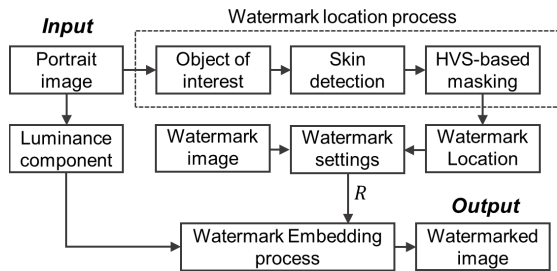 Watermark location process
Input
Portrait
image
Object of
interest
Skin
detection
HVS-based
masking
Luminance
component
Watermark
image
Watermark
settings
Watermark
Location
R
Output
Watermark Embedding
process
Watermarked
image